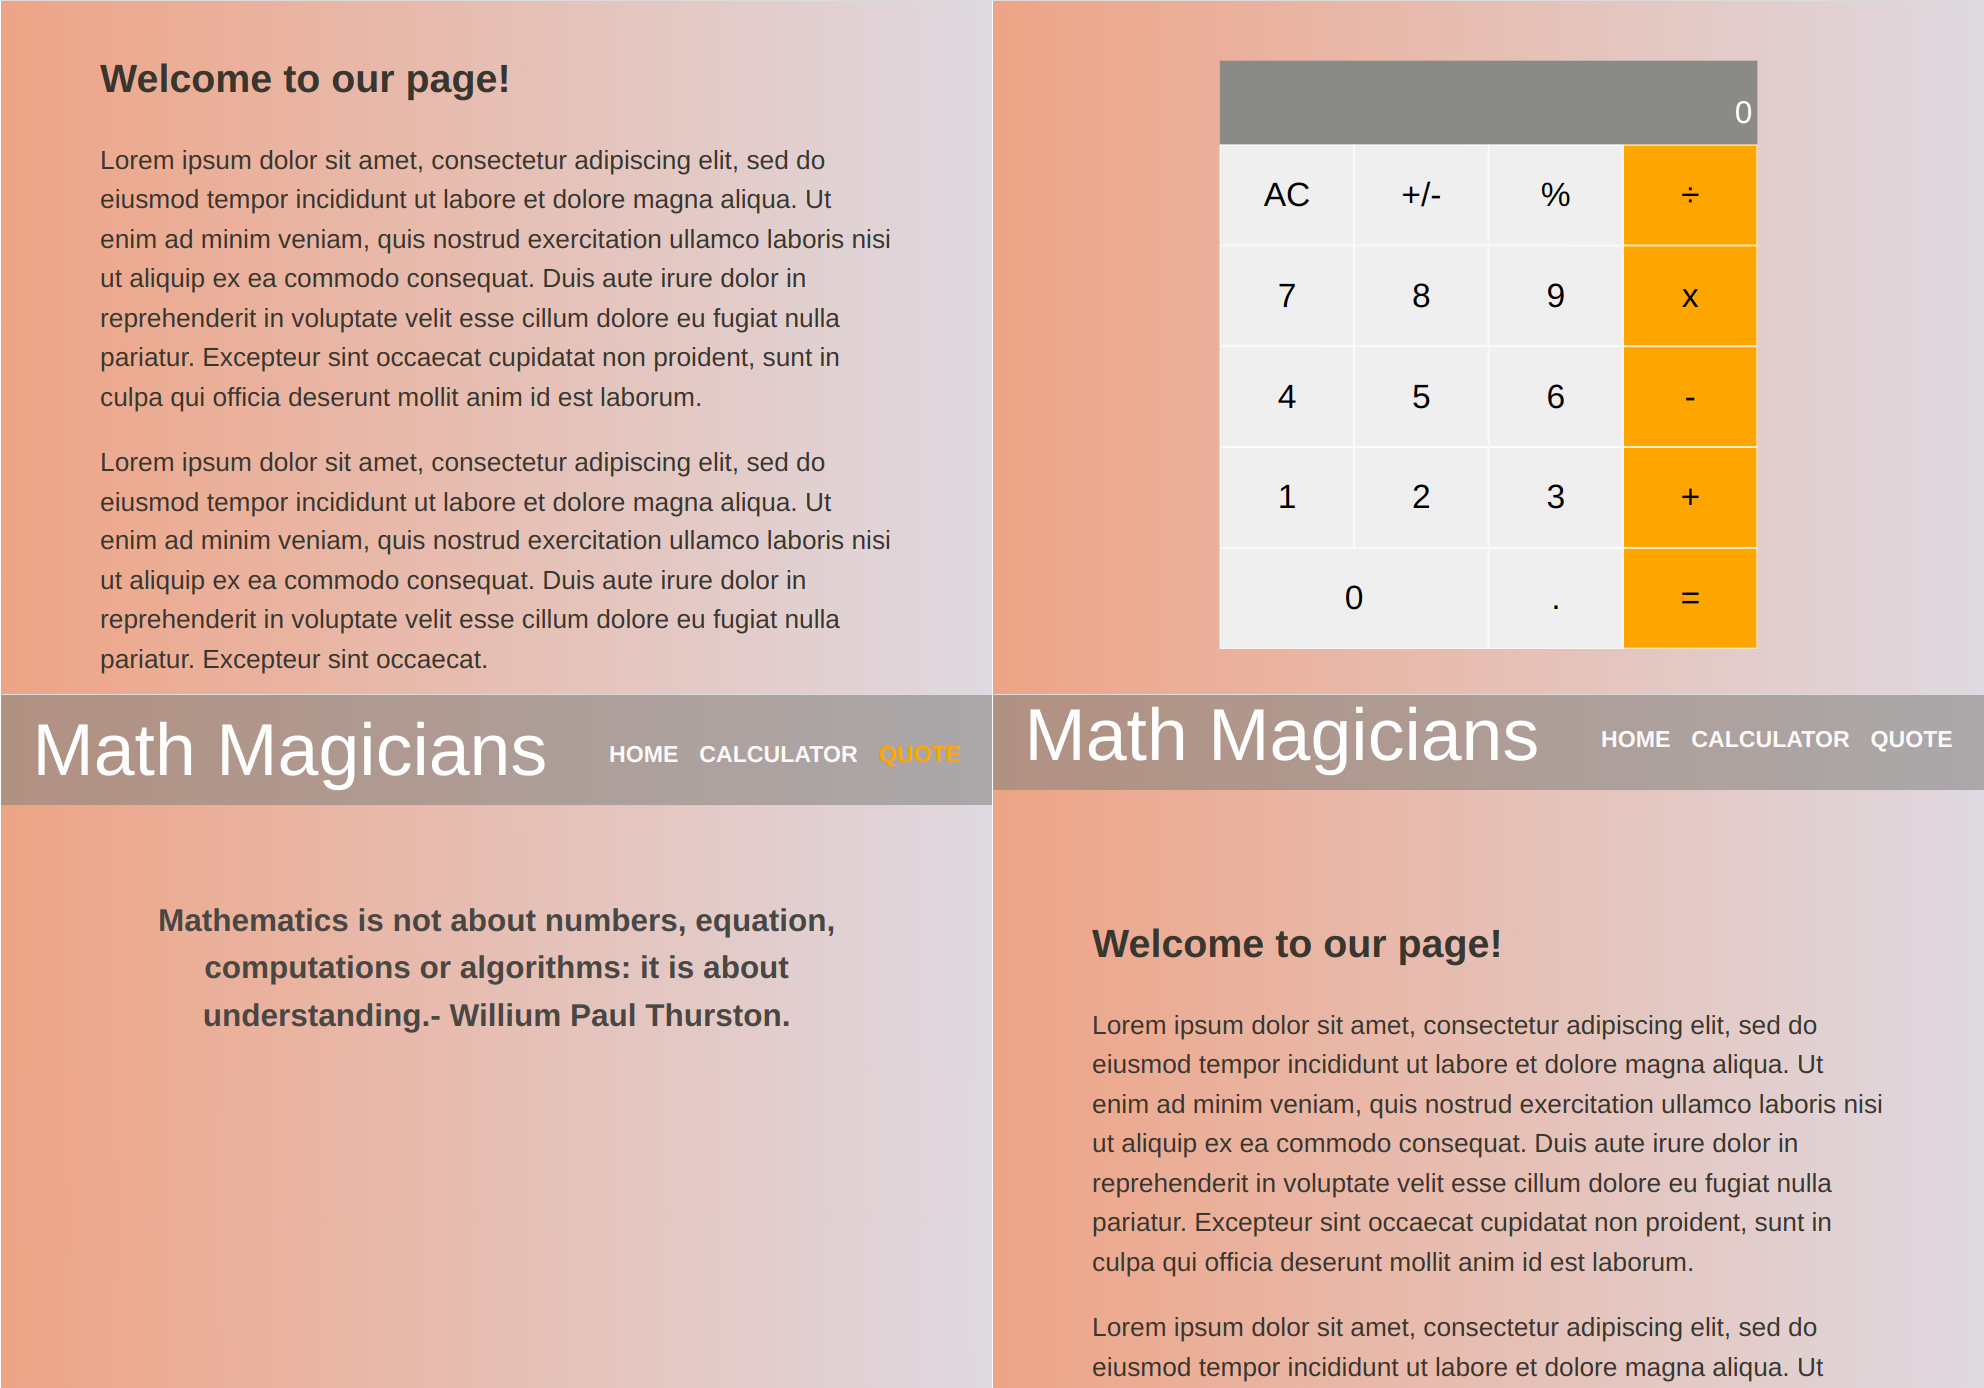 Welcome to our page!
Lorem ipsum dolor sit amet, consectetur adipiscing elit, sed do
eiusmod tempor incididunt ut labore et dolore magna aliqua. Ut
enim ad minim veniam, quis nostrud exercitation ullamco laboris nisi
ut aliquip ex ea commodo consequat. Duis aute irure dolor in
reprehenderit in voluptate velit esse cillum dolore eu fugiat nulla
pariatur. Excepteur sint occaecat cupidatat non proident, sunt in
culpa qui officia deserunt mollit anim id est laborum.
Lorem ipsum dolor sit amet, consectetur adipiscing elit, sed do
eiusmod tempor incididunt ut labore et dolore magna aliqua. Ut
enim ad minim veniam, quis nostrud exercitation ullamco laboris nisi
ut aliquip ex ea commodo consequat. Duis aute irure dolor in
reprehenderit in voluptate velit esse cillum dolore eu fugiat nulla
pariatur. Excepteur sint occaecat.
0
AC +/- % ÷
7 8 9 x
4 5 6 -
1 2 3 +
0 . =
Math Magicians HOME CALCULATOR QUOTE
Mathematics is not about numbers, equation,
computations or algorithms: it is about
understanding.- Willium Paul Thurston.
Math Magicians HOME CALCULATOR QUOTE
Welcome to our page!
Lorem ipsum dolor sit amet, consectetur adipiscing elit, sed do
eiusmod tempor incididunt ut labore et dolore magna aliqua. Ut
enim ad minim veniam, quis nostrud exercitation ullamco laboris nisi
ut aliquip ex ea commodo consequat. Duis aute irure dolor in
reprehenderit in voluptate velit esse cillum dolore eu fugiat nulla
pariatur. Excepteur sint occaecat cupidatat non proident, sunt in
culpa qui officia deserunt mollit anim id est laborum.
Lorem ipsum dolor sit amet, consectetur adipiscing elit, sed do
eiusmod tempor incididunt ut labore et dolore magna aliqua. Ut